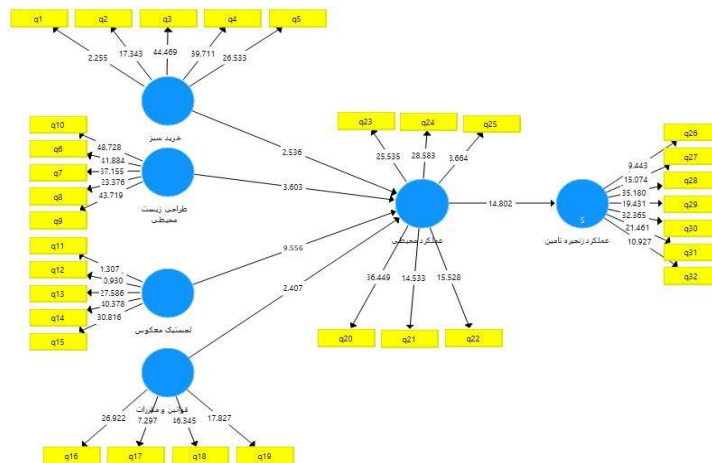 q1
q2
q3
q4
q5
2.255
17.343
44.469
39.711
26.533
خرید سبز
q10
q6
q7
q8
q9
48.728
41.884
37.155
23.376
43.719
طراحی زیست
محیطی
q11
q12
q13
q14
q15
1.307
0.930
27.586
40.378
30.816
لجستیک معکوس
قوانین و مقررات
26.922
7.297
16.345
17.827
q16
q17
q18
q19
2.536
3.603
9.556
2.407
q23
q24
q25
25.535
28.583
3.664
عملکرد محیطی
36.449
14.533
15.528
q20
q21
q22
14.802
S
عملکرد زنجیره تامین
9.443
15.074
35.180
19.431
32.365
21.461
10.927
q26
q27
q28
q29
q30
q31
q32